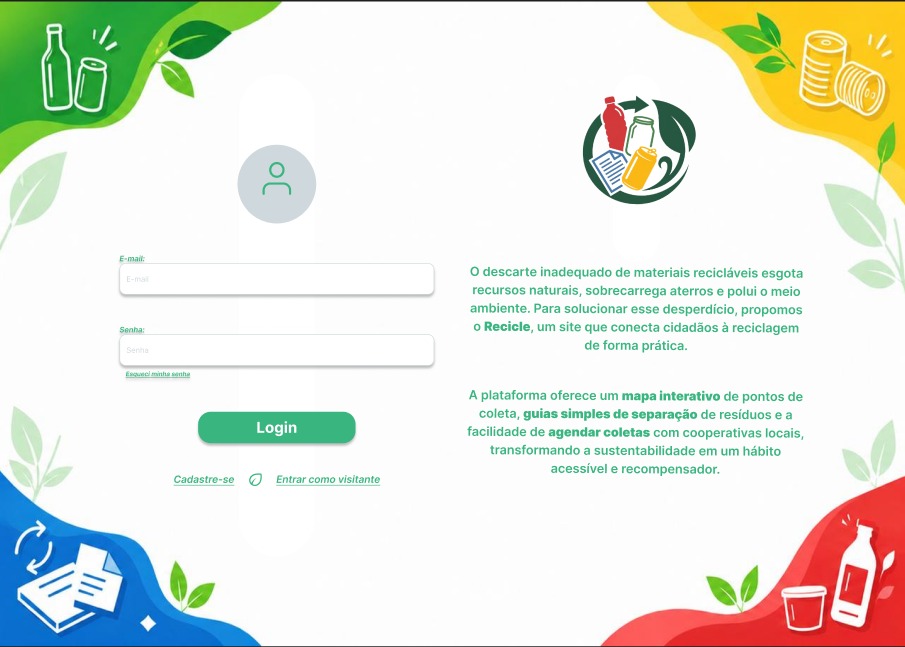 E-mail:
E-mail
Senha:
Senha
Esqueci minha senha
Login
Cadastre-se
Entrar como visitante
O descarte inadequado de materiais recicláveis esgota
recursos naturais, sobrecarrega aterros e polui o meio
ambiente. Para solucionar esse desperdício, propomos
o Recicle, um site que conecta cidadãos à reciclagem
de forma prática.
A plataforma oferece um mapa interativo de pontos de
coleta, guias simples de separação de resíduos e a
facilidade de agendar coletas com cooperativas locais,
transformando a sustentabilidade em um hábito
acessível e recompensador.